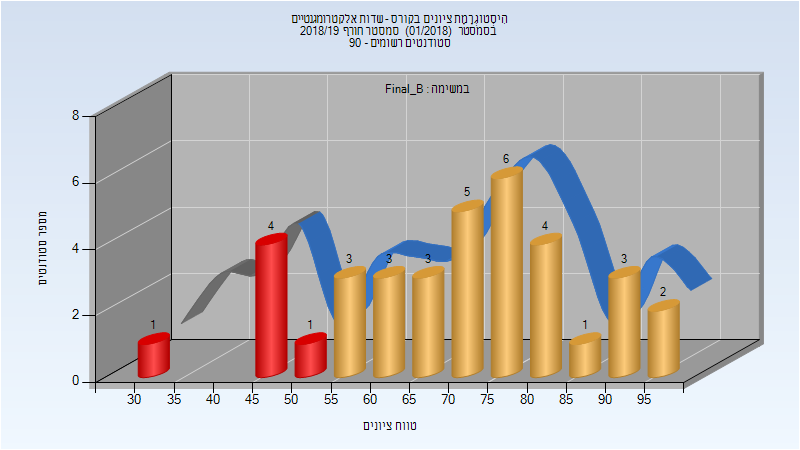 היסטוגרמת ציונים בקורס - שדות אלקטרומגנטיים
בסמסטר (01/2018) סמסטר חורף 2018/19
סטודנטים רשומים - 90
במשימה : Final_B
מספר סטודנטים
8
6
4
2
0
1
4
1
3
3
3
5
6
4
1
3
2
30 35 40 45 50 55 60 65 70 75 80 85 90 95
טווח ציונים